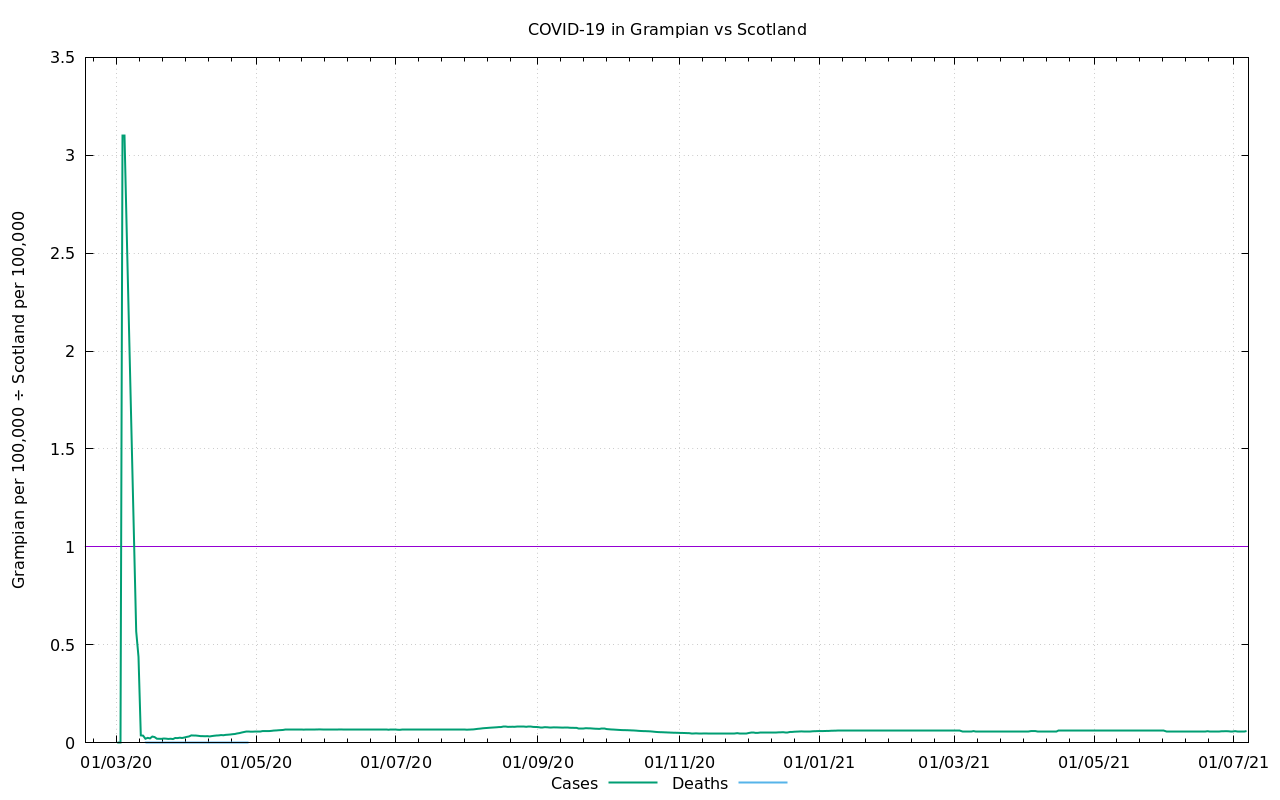 COVID-19 in Grampian vs Scotland
Grampian per 100,000 ÷ Scotland per 100,000
3.5
3
2.5
2
1.5
1
0.5
0
01/03/20 01/05/20 01/07/20 01/09/20 01/11/20 01/01/21 01/03/21 01/05/21 01/07/21
Cases Deaths